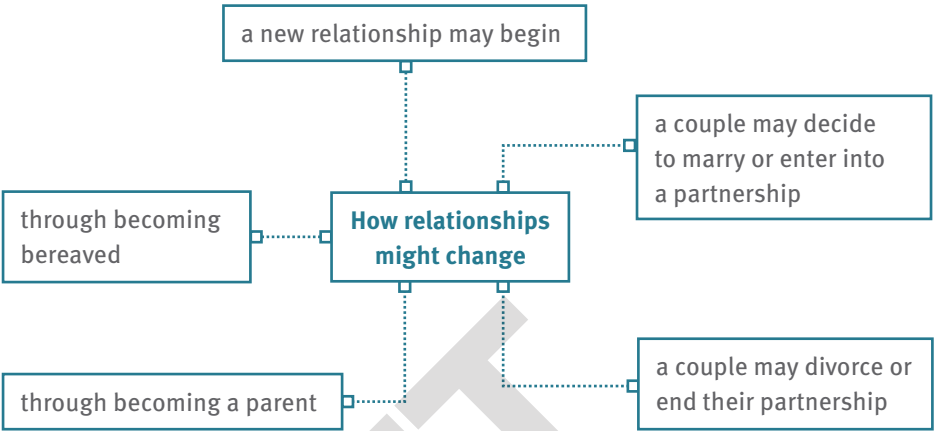 a new relationship may begin
a couple may decide
to marry or enter into
a partnership
through becoming
bereaved
How relationships
might change
through becoming a parent
a couple may divorce or
end their partnership